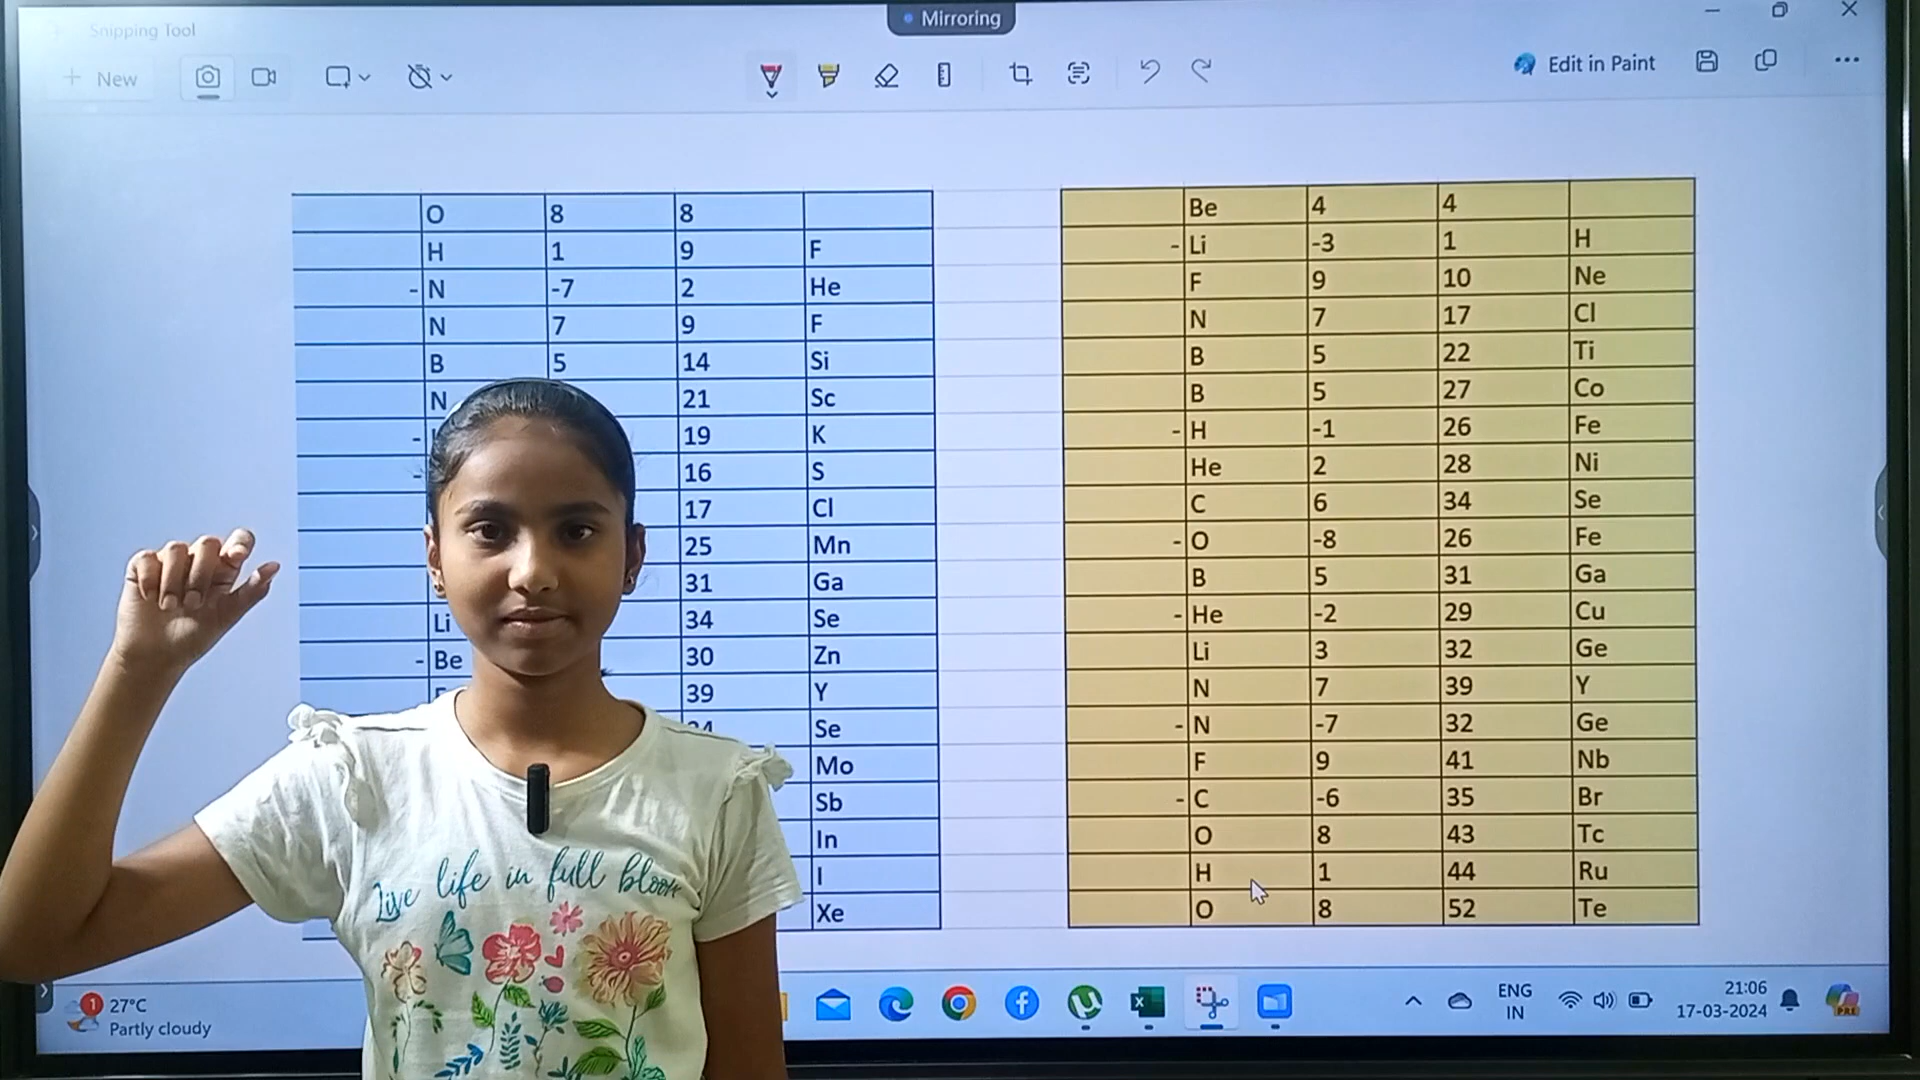 Snipping Tool
Mirroring
New
Edit in Paint
O 8 8
H 1 9 F
- N -7 2 He
N 7 9 F
B 5 14 Si
N 21 Sc
- 19 K
- 16 S
17 Cl
25 Mn
31 Ga
Li 34 Se
- Be 30 Zn
39 Y
Se
Mo
Sb
In
I
Xe
Be 4 4
- Li -3 1 H
F 9 10 Ne
N 7 17 Cl
B 5 22 Ti
B 5 27 Co
- H -1 26 Fe
He 2 28 Ni
C 6 34 Se
- O -8 26 Fe
B 5 31 Ga
- He -2 29 Cu
Li 3 32 Ge
N 7 39 Y
- N -7 32 Ge
F 9 41 Nb
- C -6 35 Br
O 8 43 Tc
H 1 44 Ru
O 8 52 Te
Live life in full bloom
1
27°C
Partly cloudy
ENG
IN
21:06
17-03-2024
PRE